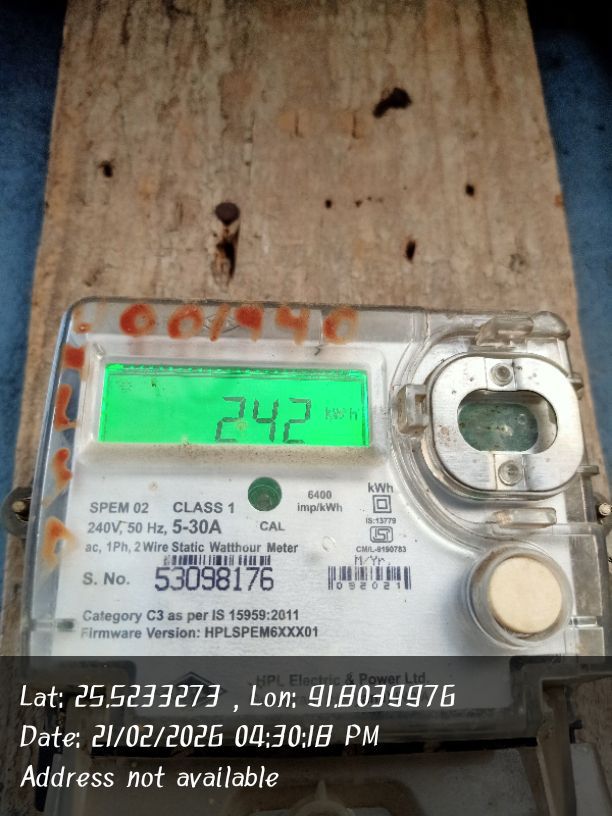 001940
242 kWh
SPEM 02 CLASS 1
240V, 50 Hz, 5-30A
ac, 1Ph, 2 Wire Static Watthour Meter
CAL
6400
imp/kWh
kWh
IS:13779
CM/L-6190783
S. No. 53098176
M/Yr.
092021
Category C3 as per IS 15959:2011
Firmware Version: HPLSPEM6XXX01
HPL Electric & Power Ltd.
Lat: 25.5233273 , Lon: 91.8039976
Date: 21/02/2026 04:30:18 PM
Address not available